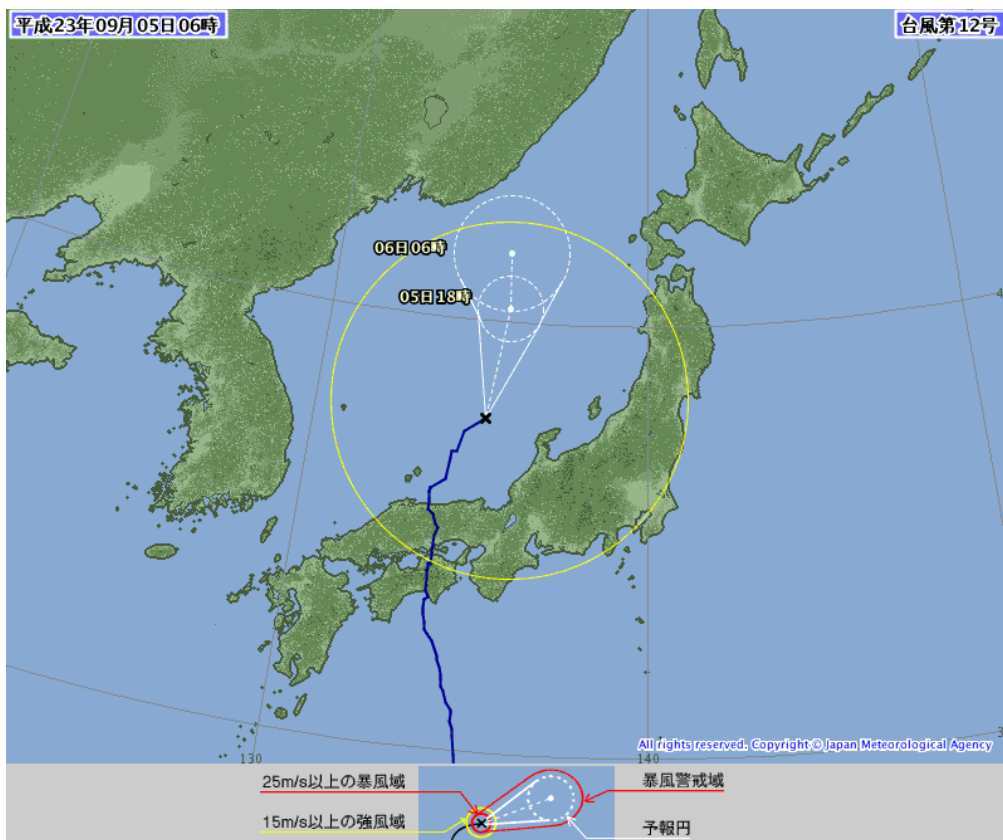 平成23年09月05日06時
台風第12号
06日06時
05日18時
4
3
130
140
All rights reserved. Copyright © Japan Meteorological Agency
25m/s以上の暴風域
暴風警戒域
15m/s以上の強風域
予報円